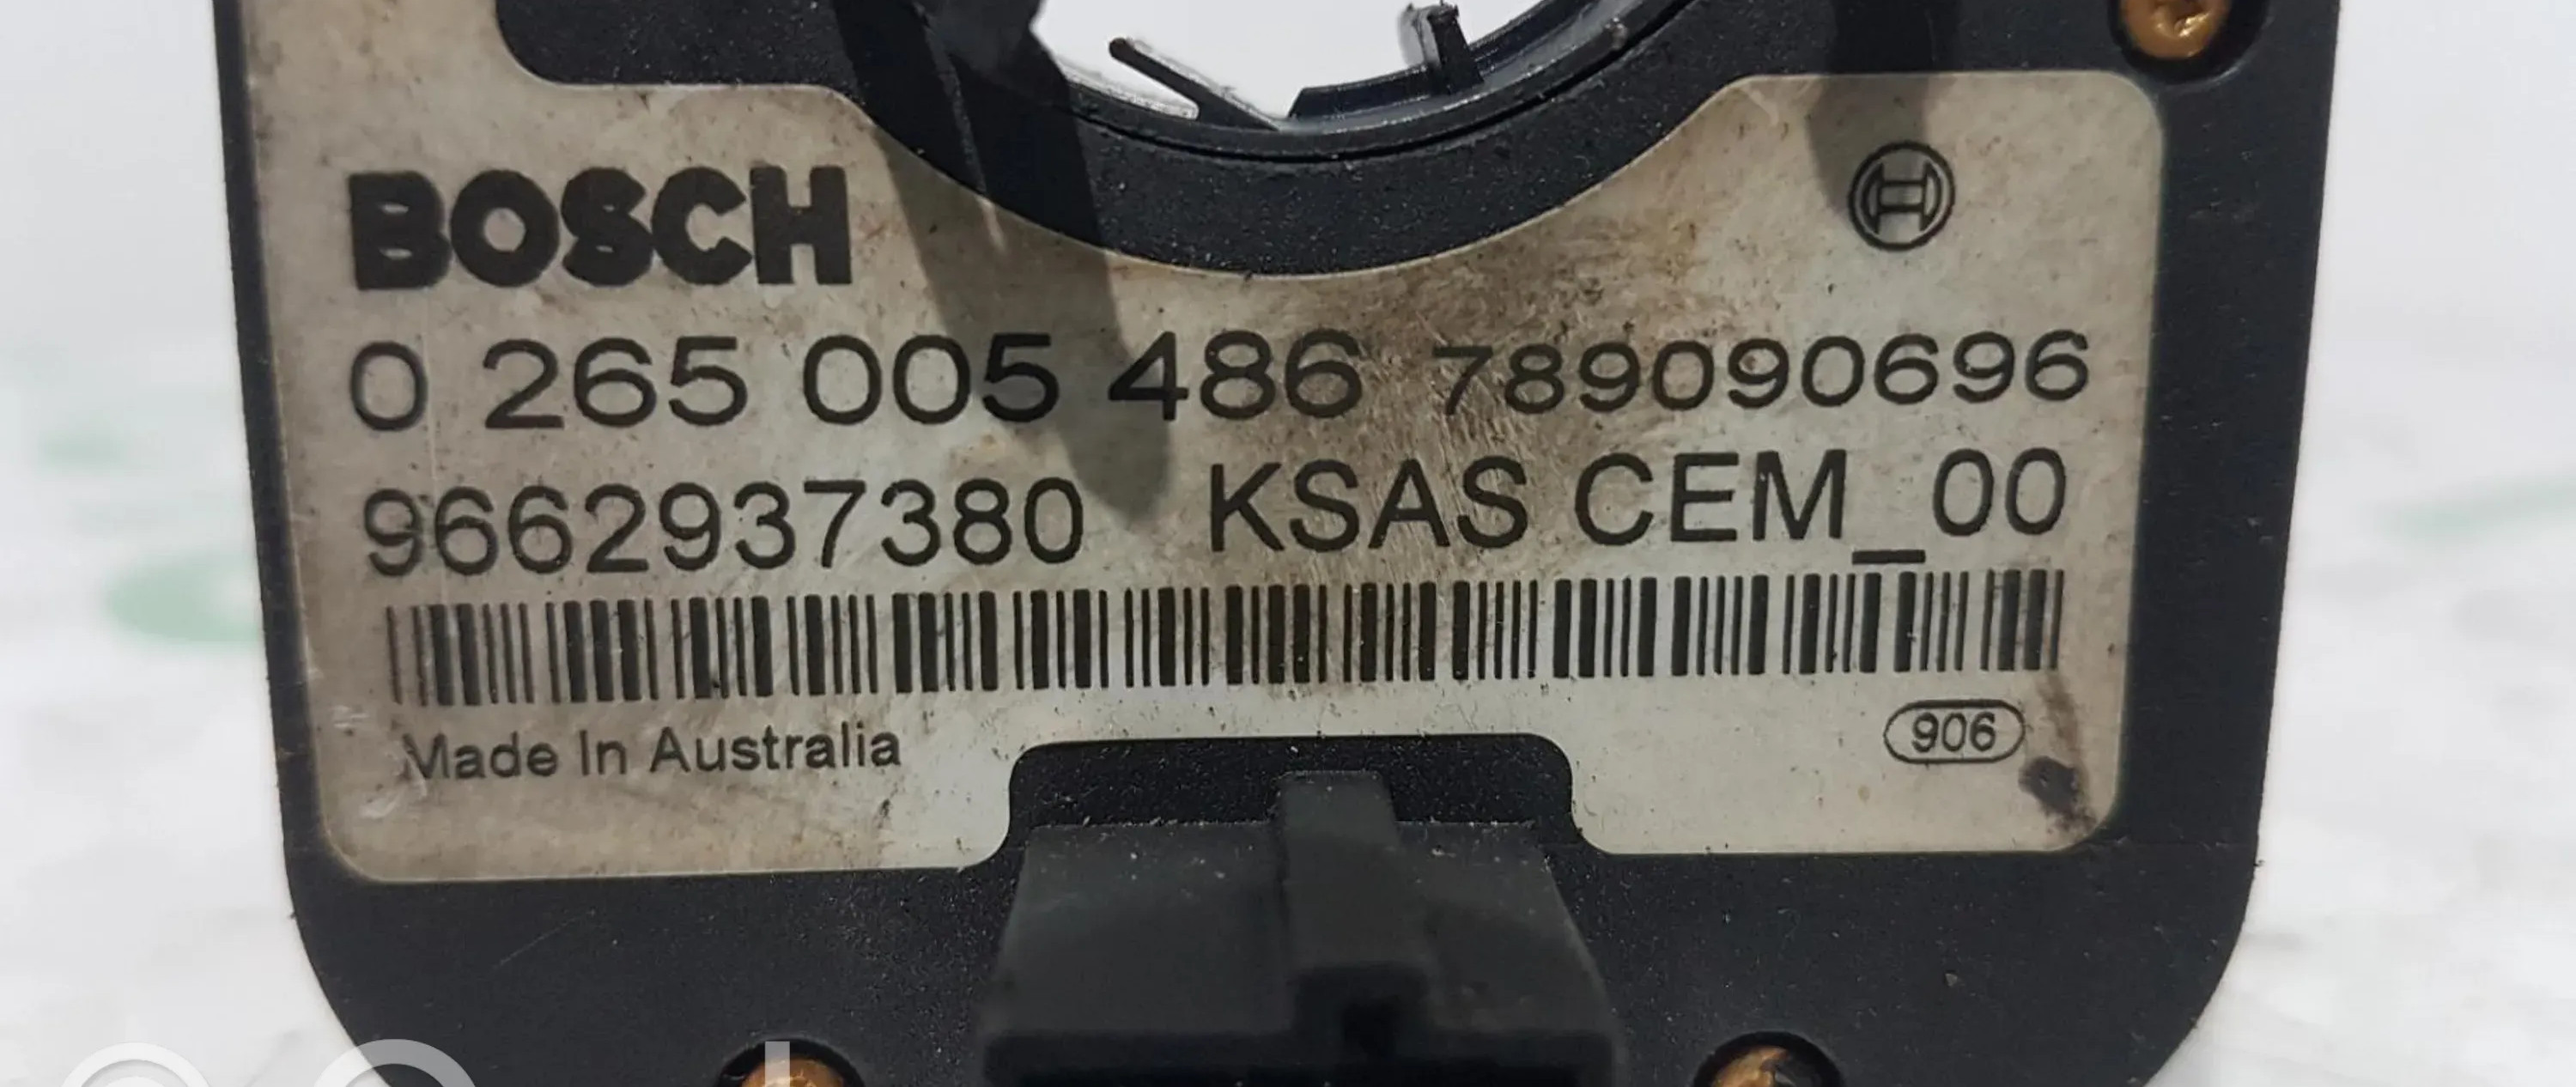 BOSCH
0 265 005 486 789090696
9662937380 KSAS CEM_00
Made In Australia
906